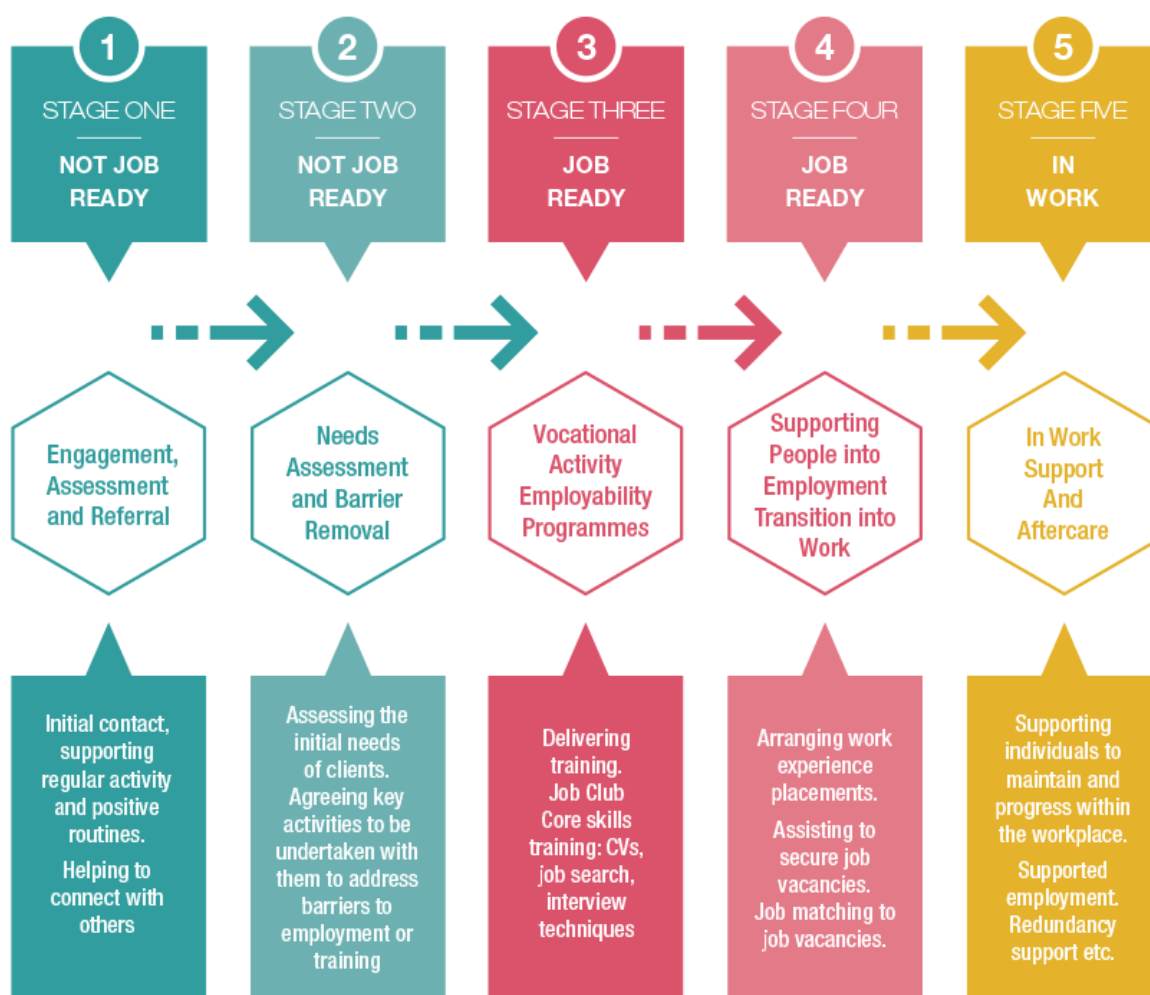 1
STAGE ONE
NOT JOB
READY
2
STAGE TWO
NOT JOB
READY
3
STAGE THREE
JOB
READY
4
STAGE FOUR
JOB
READY
5
STAGE FIVE
IN
WORK
Engagement,
Assessment
and Referral
Needs
Assessment
and Barrier
Removal
Vocational
Activity
Employability
Programmes
Supporting
People into
Employment
Transition into
Work
In Work
Support
And
Aftercare
Initial contact,
supporting
regular activity
and positive
routines.
Helping to
connect with
others
Assessing the
initial needs
of clients.
Agreeing key
activities to be
undertaken with
them to address
barriers to
employment or
training
Delivering
training.
Job Club
Core skills
training: CVs,
job search,
interview
techniques
Arranging work
experience
placements.
Assisting to
secure job
vacancies.
Job matching to
job vacancies.
Supporting
individuals to
maintain and
progress within
the workplace.
Supported
employment.
Redundancy
support etc.